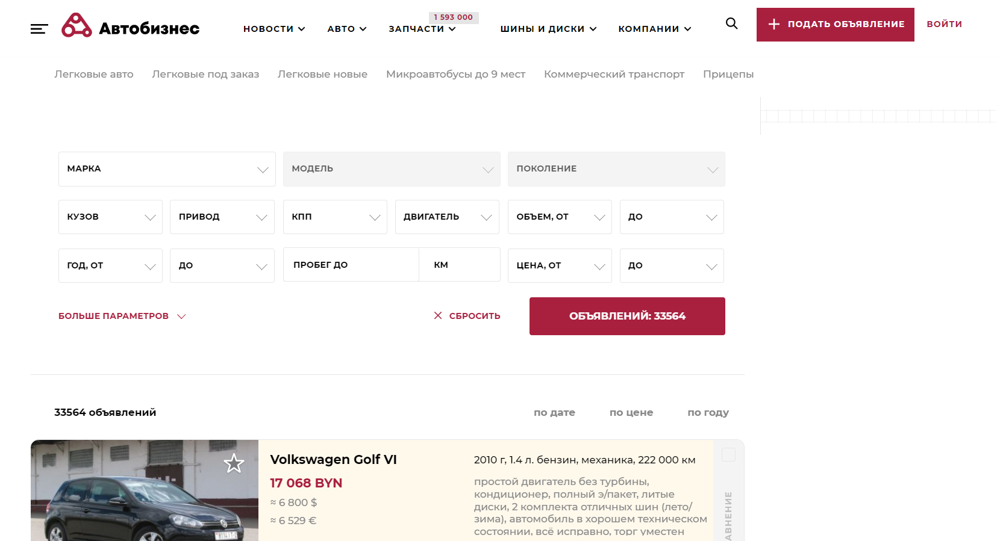 Автобизнес
НОВОСТИ
АВТО
ЗАПЧАСТИ
1 593 000
ШИНЫ И ДИСКИ
КОМПАНИИ
ПОДАТЬ ОБЪЯВЛЕНИЕ
ВОЙТИ
Легковые авто
Легковые под заказ
Легковые новые
Микроавтобусы до 9 мест
Коммерческий транспорт
Прицепы
МАРКА
МОДЕЛЬ
ПОКОЛЕНИЕ
КУЗОВ
ПРИВОД
КПП
ДВИГАТЕЛЬ
ОБЪЕМ, ОТ
ДО
ГОД, ОТ
ДО
ПРОБЕГ ДО
КМ
ЦЕНА, ОТ
ДО
БОЛЬШЕ ПАРАМЕТРОВ
СБРОСИТЬ
ОБЪЯВЛЕНИЙ: 33564
33564 объявлений
по дате
по цене
по году
Volkswagen Golf VI
17 068 BYN
≈ 6 800 $
≈ 6 529 €
2010 г, 1.4 л. бензин, механика, 222 000 км
простой двигатель без турбины,
кондиционер, полный э/пакет, литые
диски, 2 комплекта отличных шин (лето/
зима), автомобиль в хорошем техническом
состоянии, всё исправно, торг уместен
АВНЕНИЕ